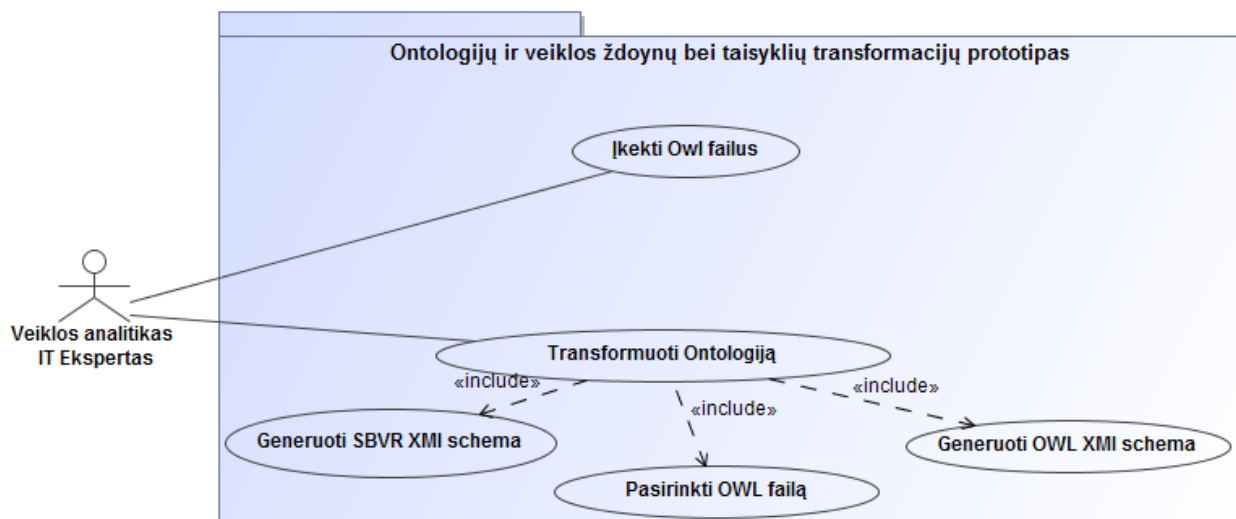 Ontologijų ir veiklos ždoynų bei taisyklių transformacijų prototipas
Įkekti Owl failus
Veiklos analitikas
IT Ekspertas
Transformuoti Ontologiją
«include»
«include»
«include»
Generuoti SBVR XMI schema
Generuoti OWL XMI schema
Pasirinkti OWL failą